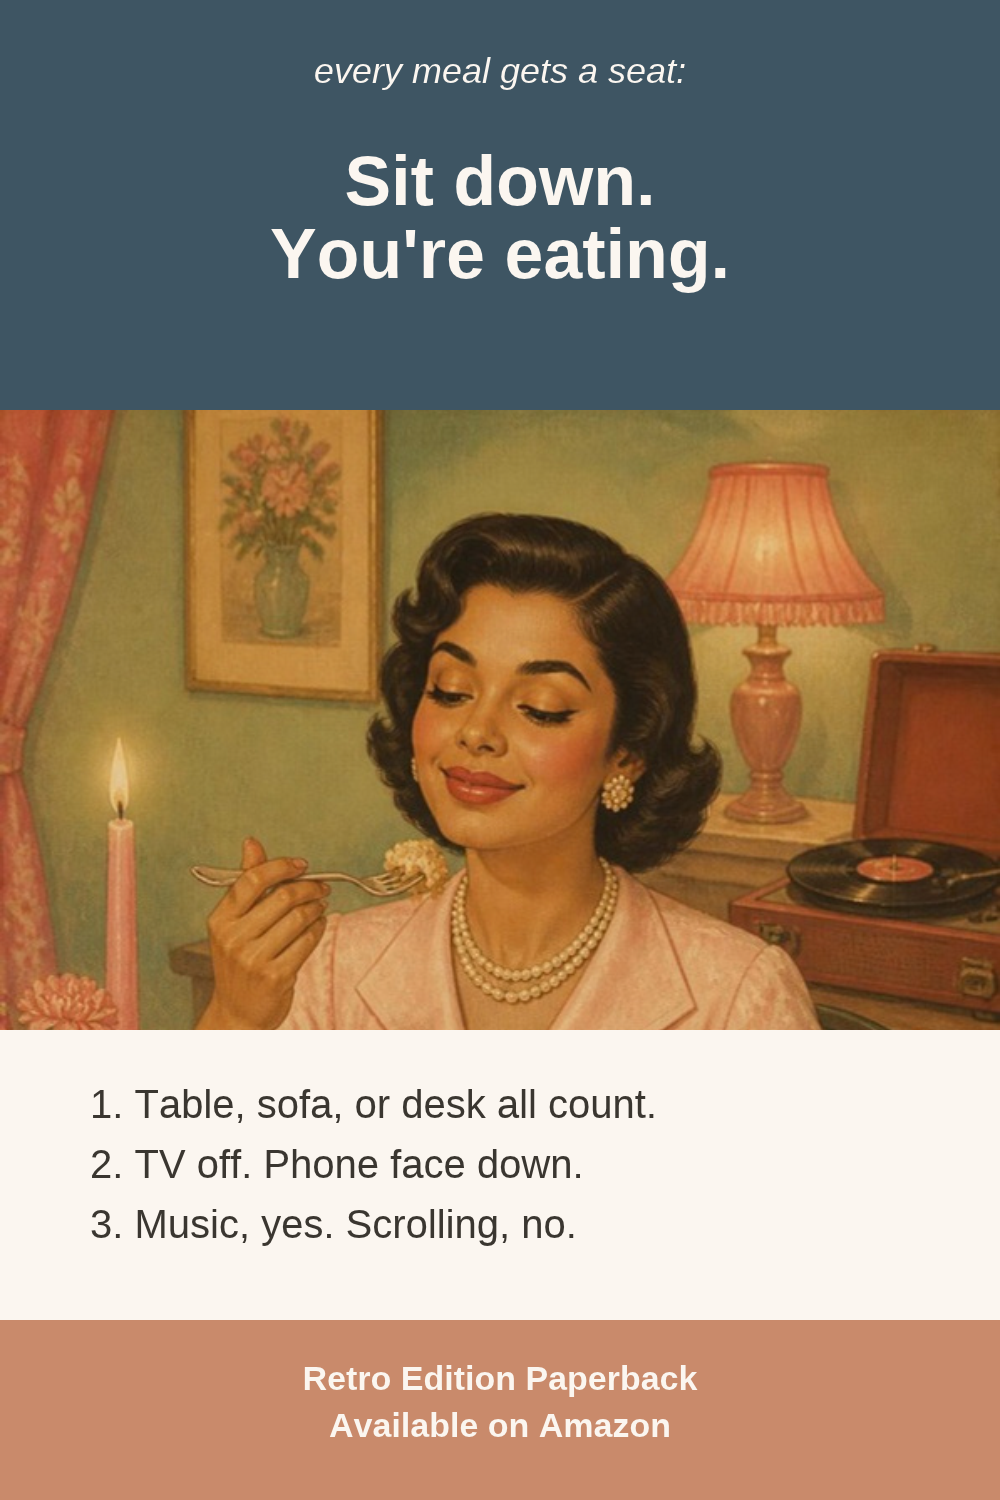 every meal gets a seat:
Sit down.
You're eating.
1. Table, sofa, or desk all count.
2. TV off. Phone face down.
3. Music, yes. Scrolling, no.
Retro Edition Paperback
Available on Amazon